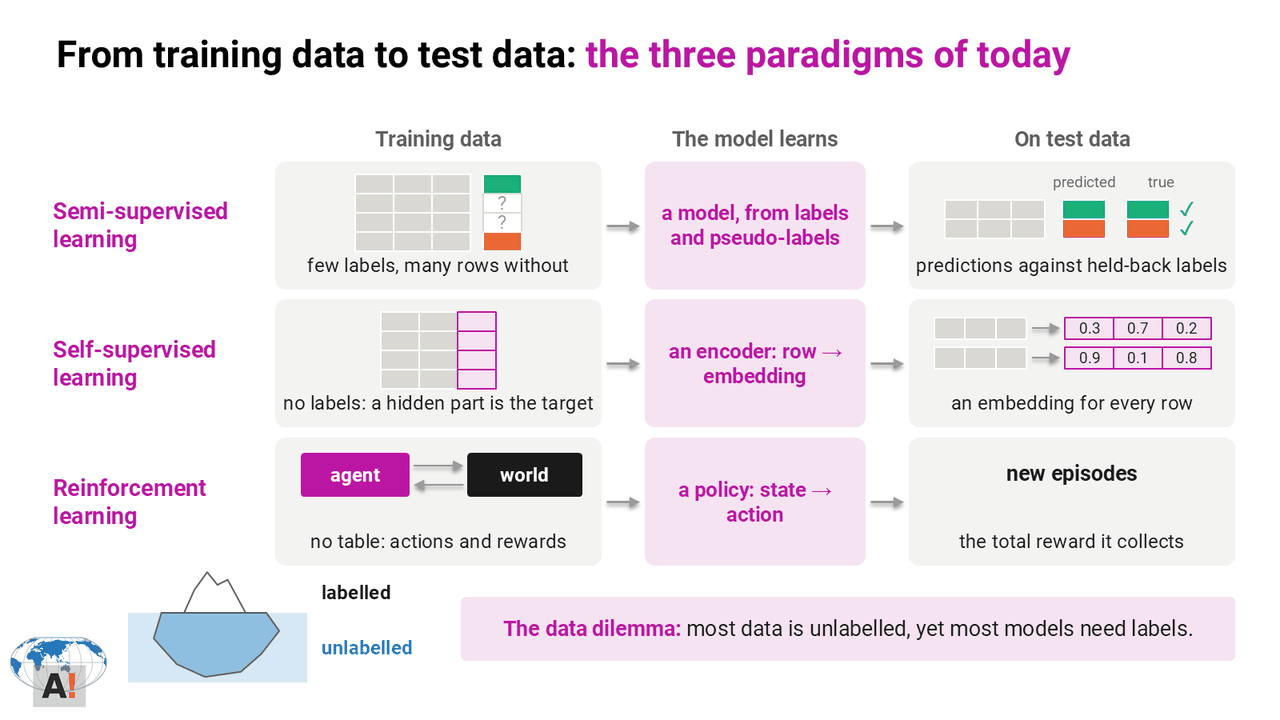 From training data to test data: the three paradigms of today
Training data
The model learns
On test data
Semi-supervised
learning
?
?
few labels, many rows without
a model, from labels
and pseudo-labels
predicted
true
✓
✓
predictions against held-back labels
Self-supervised
learning
no labels: a hidden part is the target
an encoder: row →
embedding
0.3 0.7 0.2
0.9 0.1 0.8
an embedding for every row
Reinforcement
learning
agent
world
no table: actions and rewards
a policy: state →
action
new episodes
the total reward it collects
labelled
unlabelled
The data dilemma: most data is unlabelled, yet most models need labels.
A!